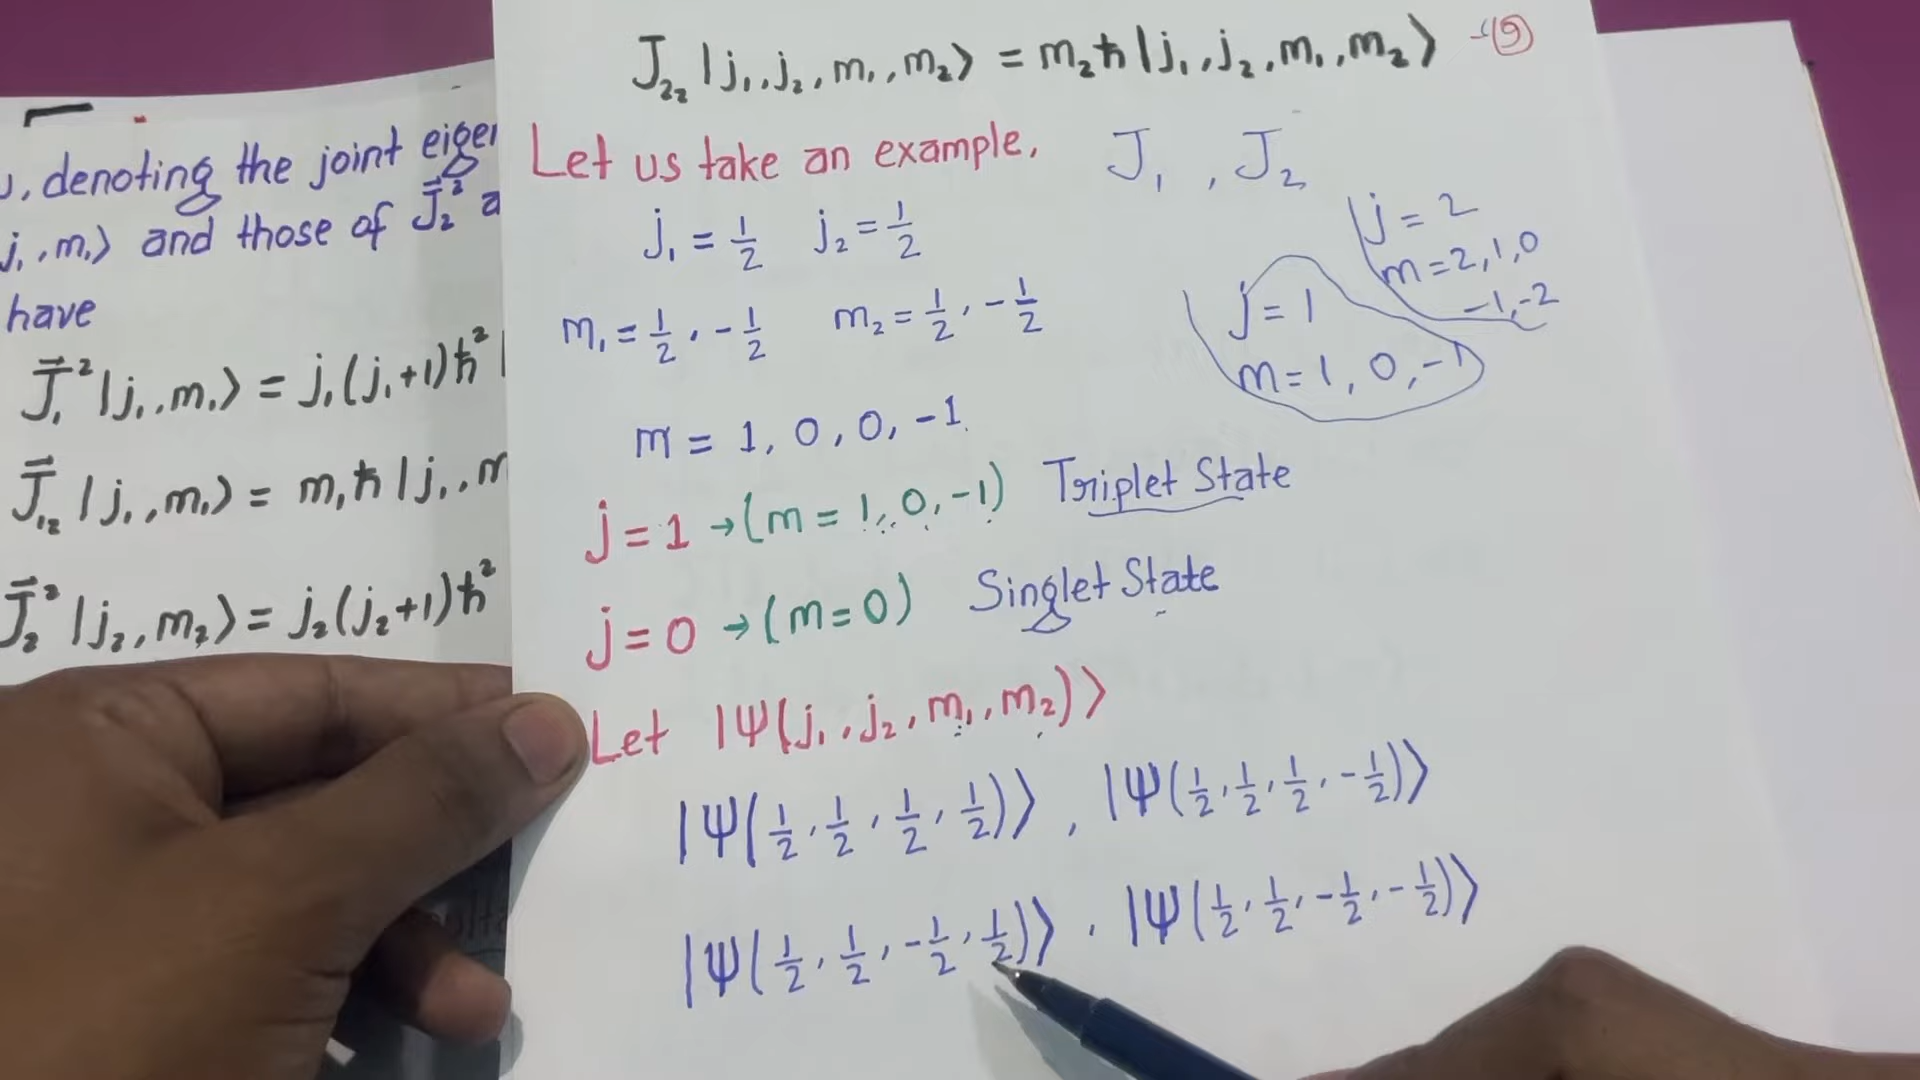 ȷ, denoting the joint eigen
j₁, m₁⟩ and those of J⃗₂² a
have
J⃗₁² |j₁, m₁⟩ = j₁(j₁+1)ħ² |
J⃗₁z |j₁, m₁⟩ = m₁ħ |j₁, m
J⃗₂² |j₂, m₂⟩ = j₂(j₂+1)ħ²
J₂z |j₁, j₂, m₁, m₂⟩ = m₂ħ |j₁, j₂, m₁, m₂⟩ -(9)
Let us take an example,
J₁, J₂
j₁ = 1/2 j₂ = 1/2
m₁ = 1/2, -1/2 m₂ = 1/2, -1/2
j = 2
m = 2, 1, 0
-1, -2
j = 1
m = 1, 0, -1
m = 1, 0, 0, -1
j = 1 → (m = 1, 0, -1) Triplet State
j = 0 → (m = 0) Singlet State
Let |Ψ(j₁, j₂, m₁, m₂)⟩
|Ψ(1/2, 1/2, 1/2, 1/2)⟩, |Ψ(1/2, 1/2, 1/2, -1/2)⟩
|Ψ(1/2, 1/2, -1/2, 1/2)⟩, |Ψ(1/2, 1/2, -1/2, -1/2)⟩